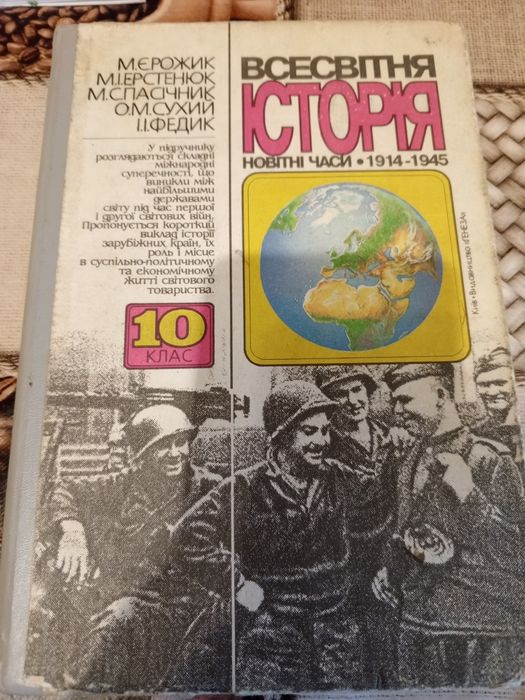 М.Є.РОЖИК
М.І.ЕРСТЕНЮК
М.С.ПАСІЧНИК
О.М.СУХИЙ
І.І.ФЕДИК
У підручнику
розглядаються складні
міжнародні
суперечності, що
виникли між
найбільшими
державами
світу під час першої
і другої світових війн.
Пропонується короткий
виклад історії
зарубіжних країн, їх
роль і місце
в суспільно-політичному
та економічному
житті світового
товариства.
10
КЛАС
ВСЕСВІТНЯ
ІСТОРІЯ
НОВІТНІ ЧАСИ • 1914-1945
Київ • Видавництво «ҐЕНЕЗА»